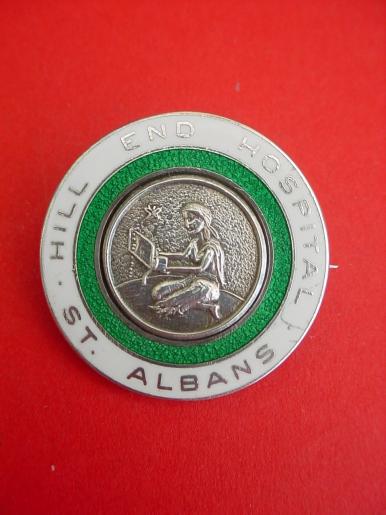 · HILL END HOSPITAL ·
ST. ALBANS